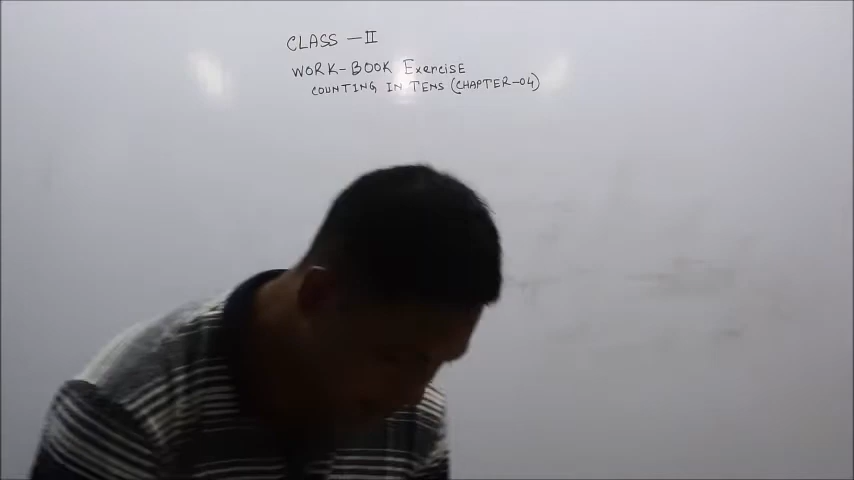 CLASS - II
WORK-BOOK Exercise
COUNTING IN TENS (CHAPTER-04)